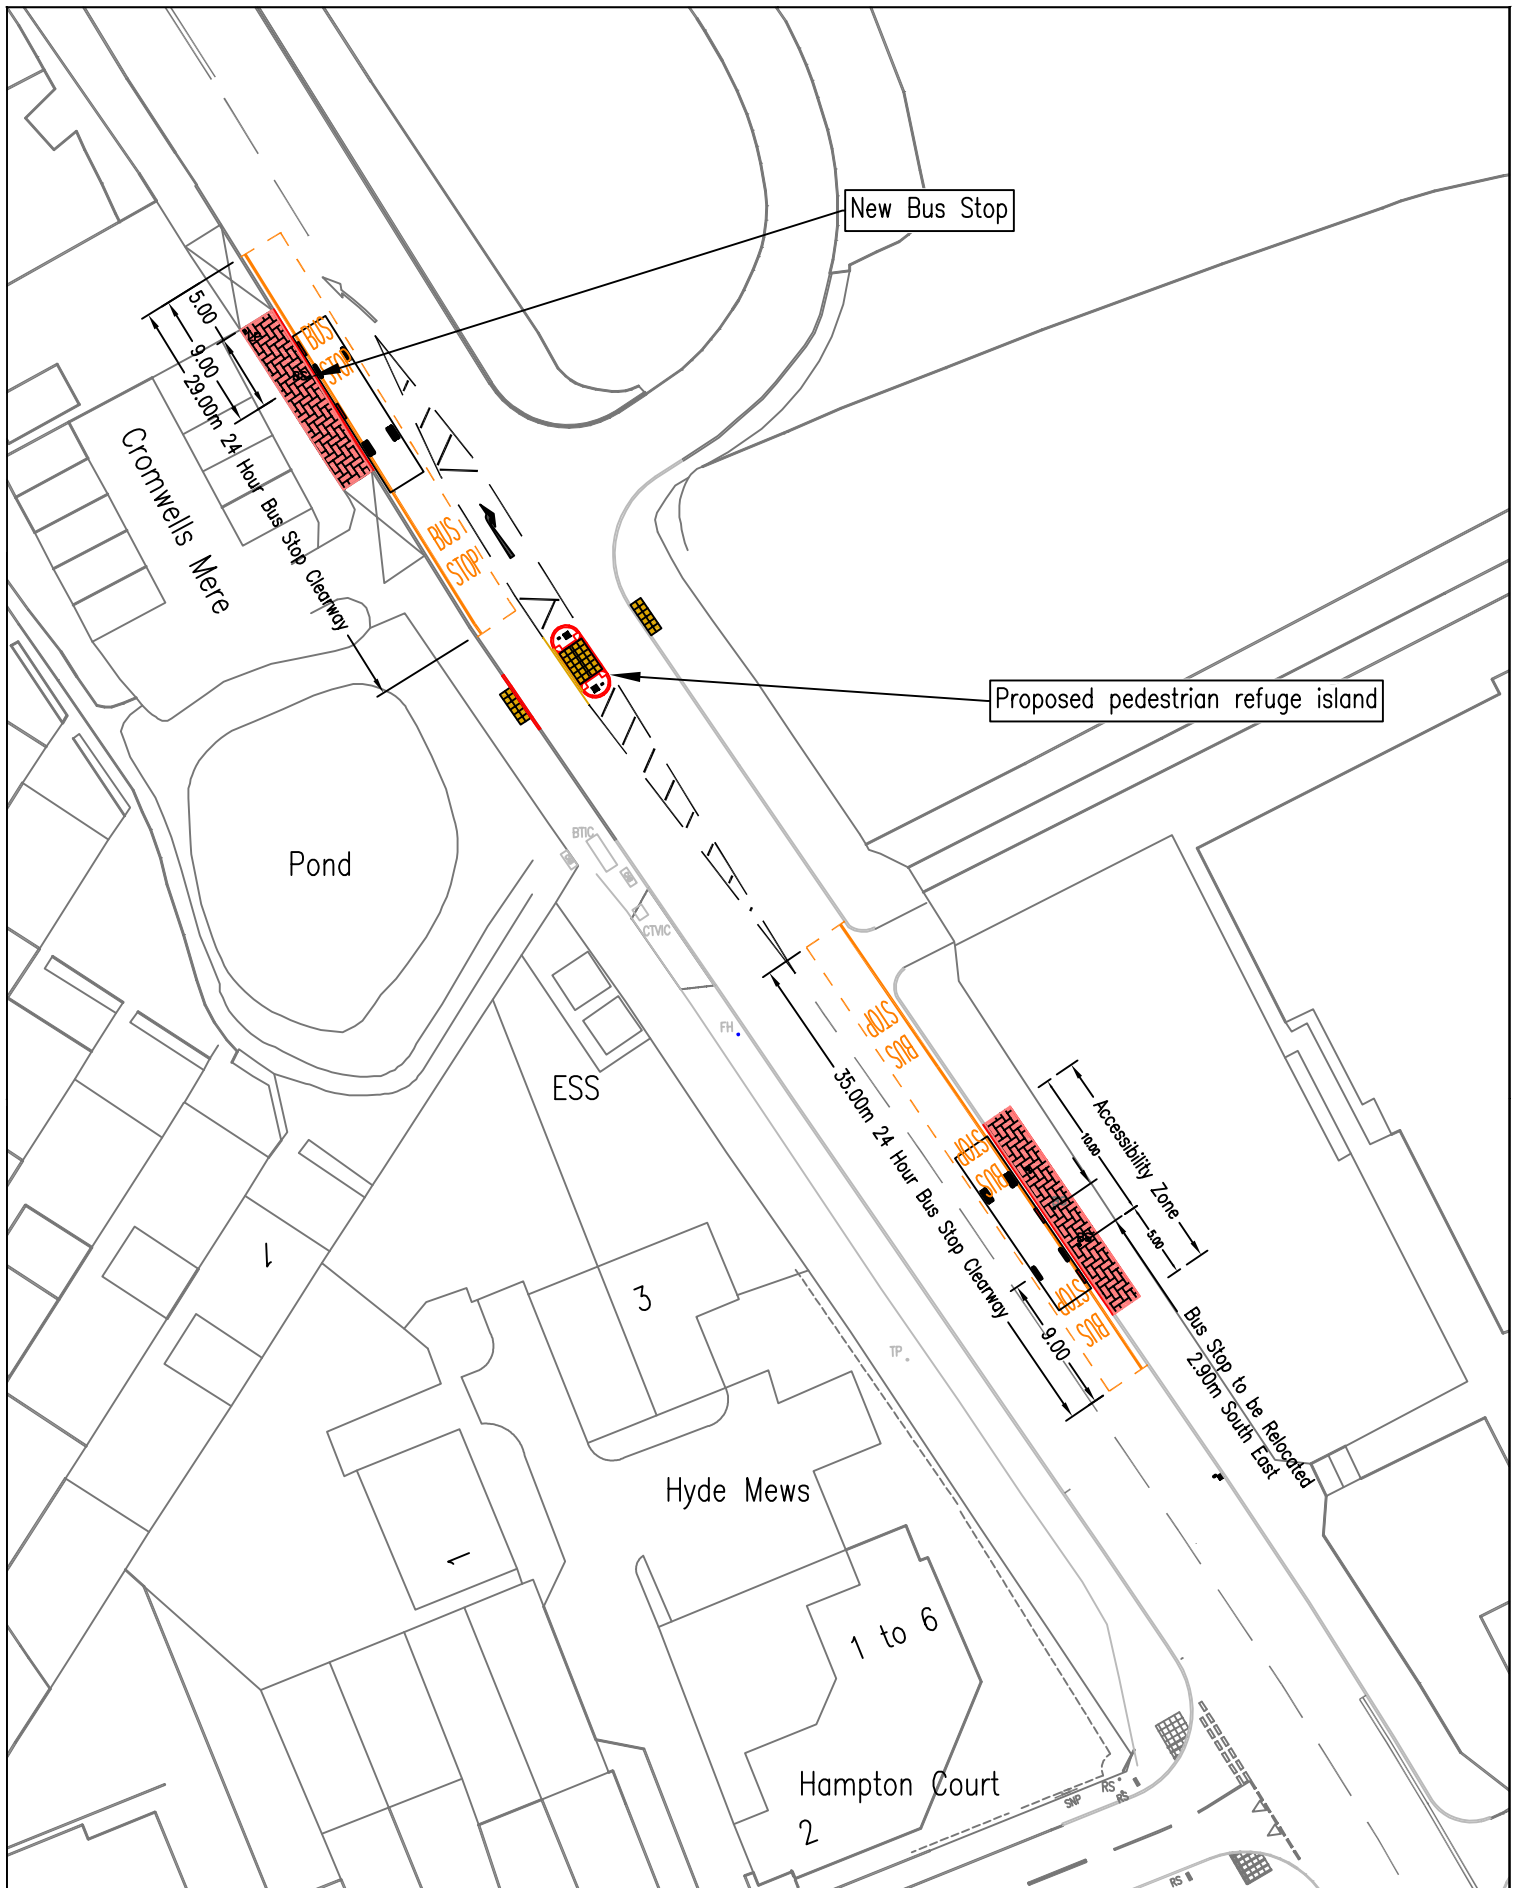 New Bus Stop
5.00
9.00
29.00m 24 Hour Bus Stop Clearway
BUS
STOP
BUS
STOP
Cromwells Mere
Proposed pedestrian refuge island
Pond
BTIC
CTVIC
FH
ESS
BUS
STOP
BUS
STOP
BUS
STOP
35.00m 24 Hour Bus Stop Clearway
9.00
Accessibility Zone
10.00
5.00
Bus Stop to be Relocated
2.90m South East
1
3
TP
Hyde Mews
1
1 to 6
Hampton Court
2
SNP
RS
RS
RS